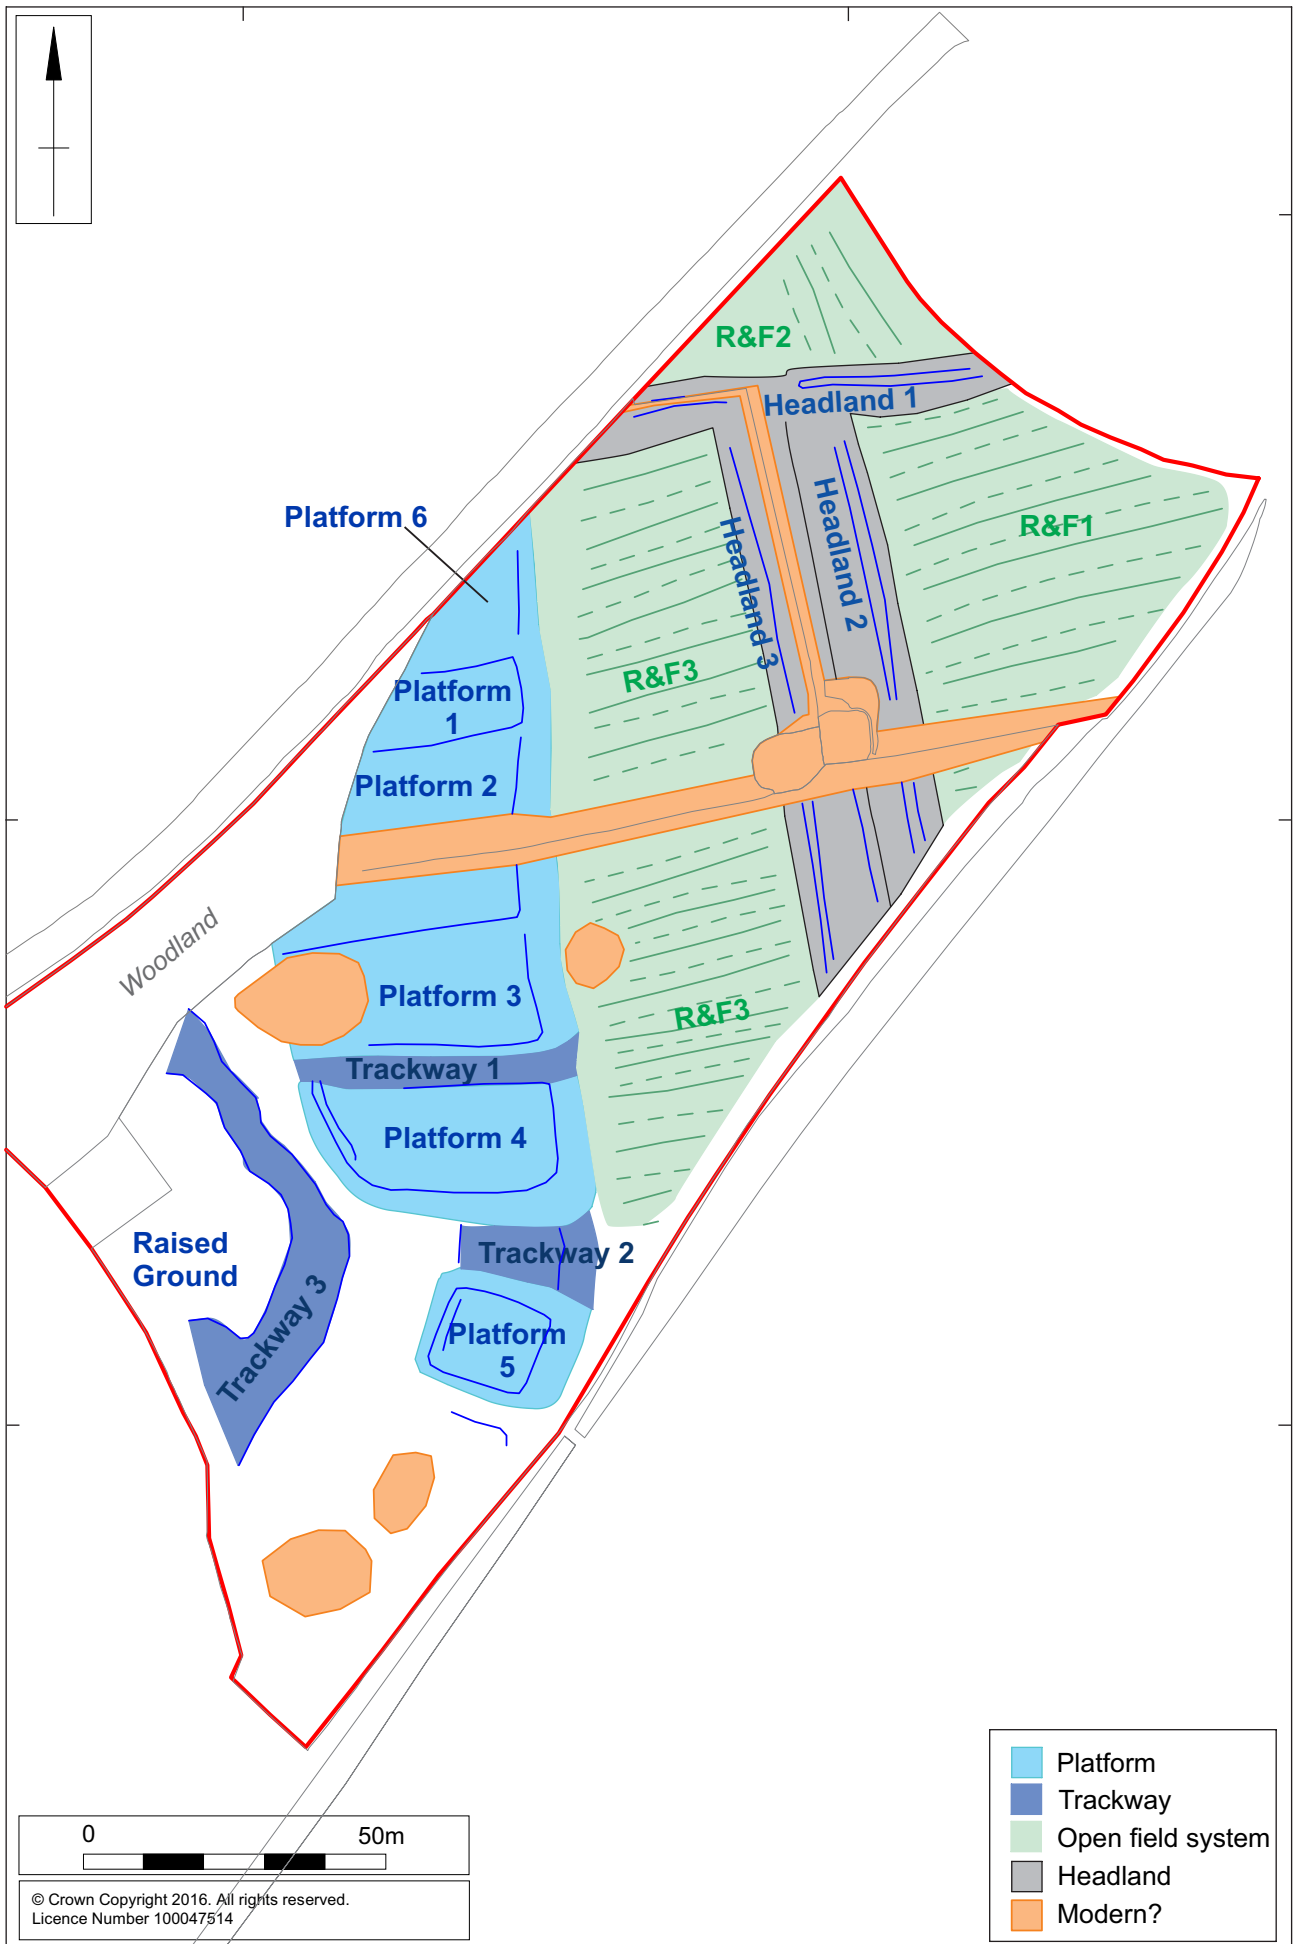 R&F2
Headland 1
Platform 6
Headland 2
R&F1
Headland 3
R&F3
Platform
1
Platform 2
Woodland
Platform 3
R&F3
Trackway 1
Platform 4
Raised
Ground
Trackway 2
Trackway 3
Platform
5
Platform
Trackway
Open field system
Headland
Modern?
0 50m
© Crown Copyright 2016. All rights reserved.
Licence Number 100047514